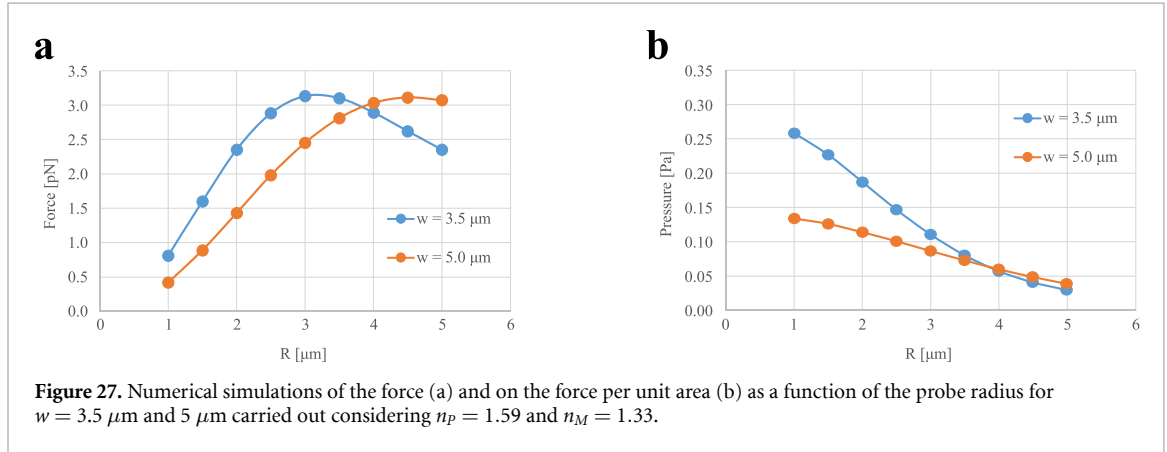 a
3.5
3.0
2.5
2.0
1.5
1.0
0.5
0.0
Force [pN]
w = 3.5 μm
w = 5.0 μm
0 1 2 3 4 5 6
R [μm]
b
0.35
0.30
0.25
0.20
0.15
0.10
0.05
0.00
Pressure [Pa]
w = 3.5 μm
w = 5.0 μm
0 1 2 3 4 5 6
R [μm]
Figure 27. Numerical simulations of the force (a) and on the force per unit area (b) as a function of the probe radius for
w = 3.5 μm and 5 μm carried out considering nP = 1.59 and nM = 1.33.